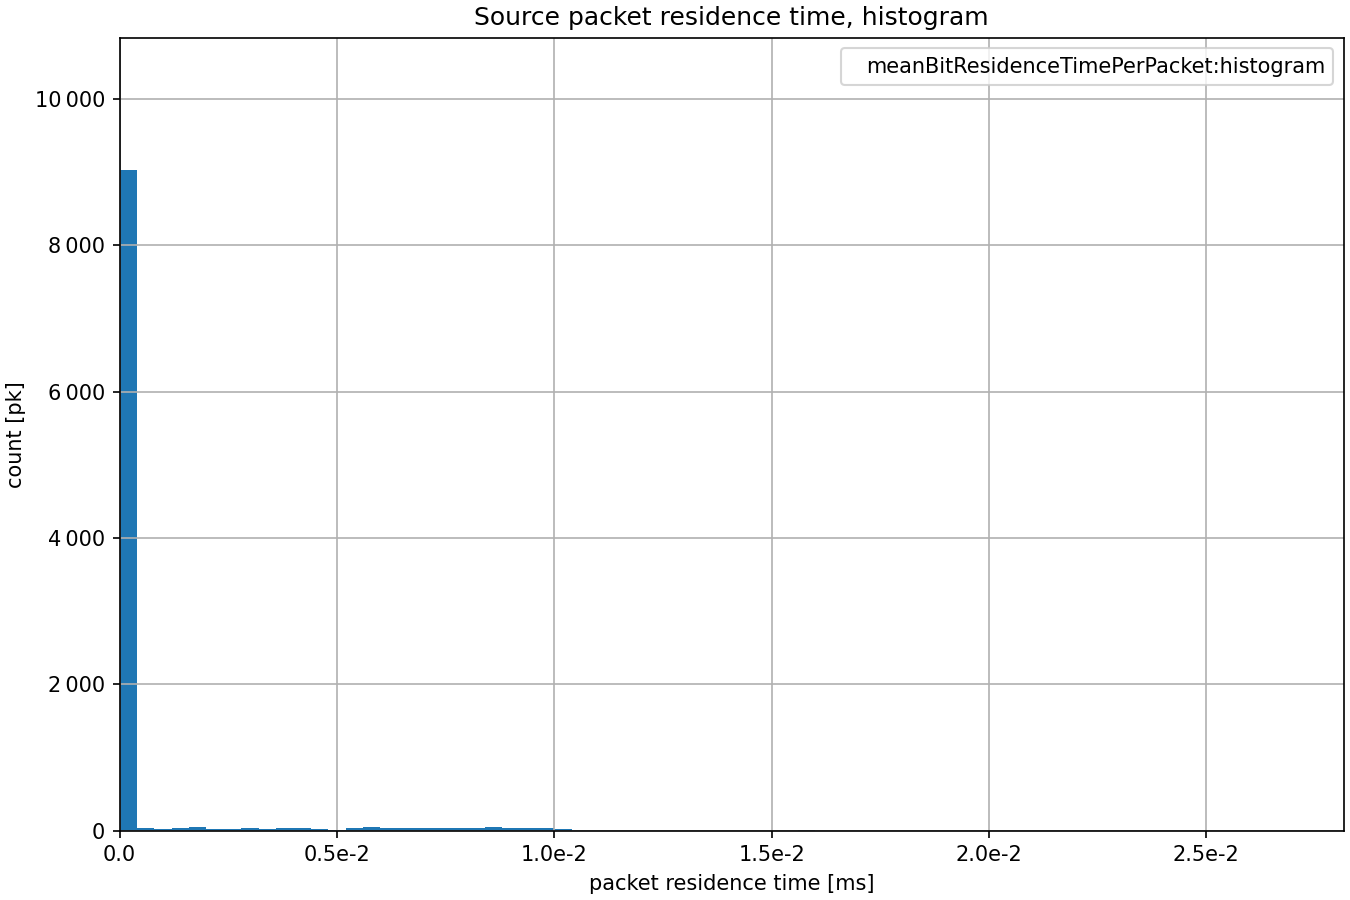 Source packet residence time, histogram
meanBitResidenceTimePerPacket:histogram
count [pk]
10 000
8 000
6 000
4 000
2 000
0
0.0 0.5e-2 1.0e-2 1.5e-2 2.0e-2 2.5e-2
packet residence time [ms]